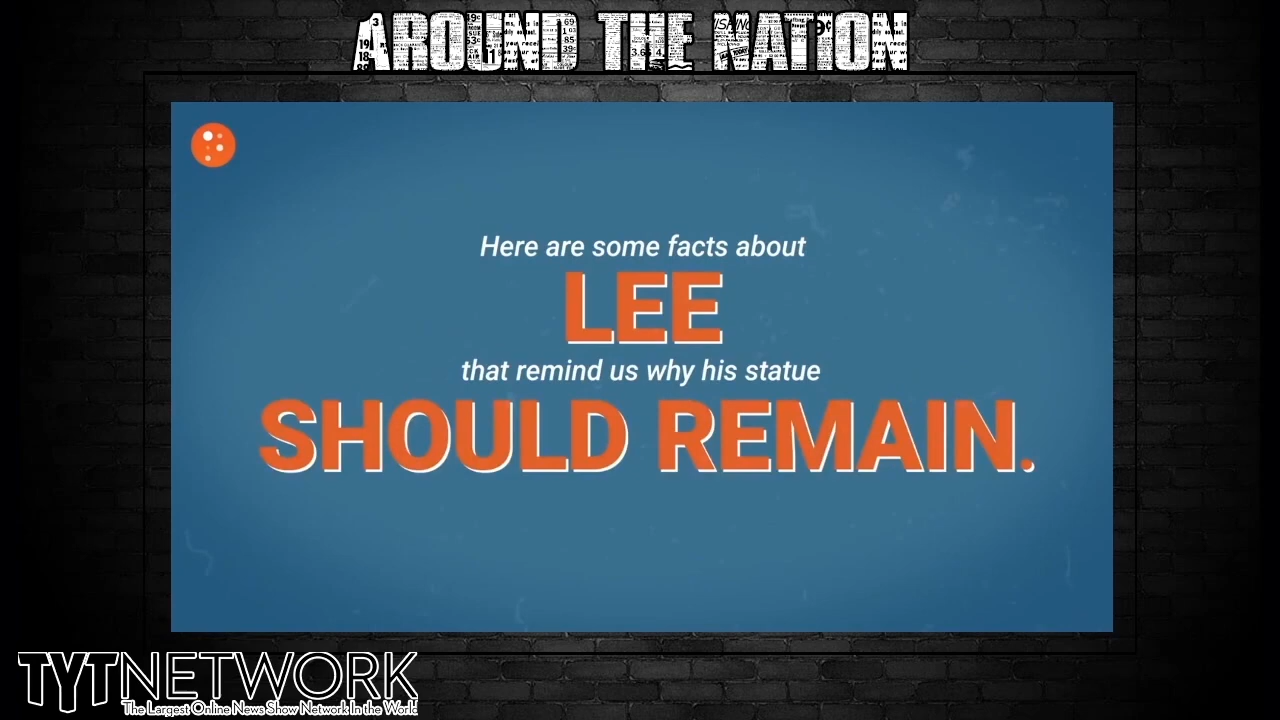 AROUND THE NATION
Here are some facts about
LEE
that remind us why his statue
SHOULD REMAIN.
TYTNETWORK
The Largest Online News Show Network In the World